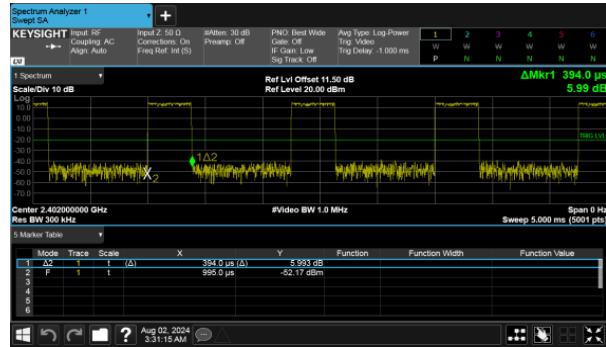 Spectrum Analyzer 1
Swept SA
KEYSIGHT Input: RF Input Z: 50 Ω #Atten: 30 dB PNO: Best Wide Avg Type: Log-Power 1 2 3 4 5 6
Coupling: AC Corrections: On Preamp: Off Gate: Off Trig: Video W W W W W W
Align: Auto Freq Ref: Int (S) IF Gain: Low Trig Delay: -1.000 ms P N N N N N
Sig Track: Off
LXI
1 Spectrum Ref Lvl Offset 11.50 dB ΔMkr1 394.0 µs
Scale/Div 10 dB Ref Level 20.00 dBm 5.99 dB
Log
10.0
0.00
-10.0
-20.0 TRIG LVL
-30.0
-40.0 1Δ2
-50.0 X2
-60.0
-70.0
Center 2.402000000 GHz #Video BW 1.0 MHz Span 0 Hz
Res BW 300 kHz Sweep 5.000 ms (5001 pts)
5 Marker Table
Mode Trace Scale X Y Function Function Width Function Value
1 Δ2 1 t (Δ) 394.0 µs (Δ) 5.993 dB
2 F 1 t 995.0 µs -52.17 dBm
3
4
5
6
? Aug 02, 2024
3:31:15 AM